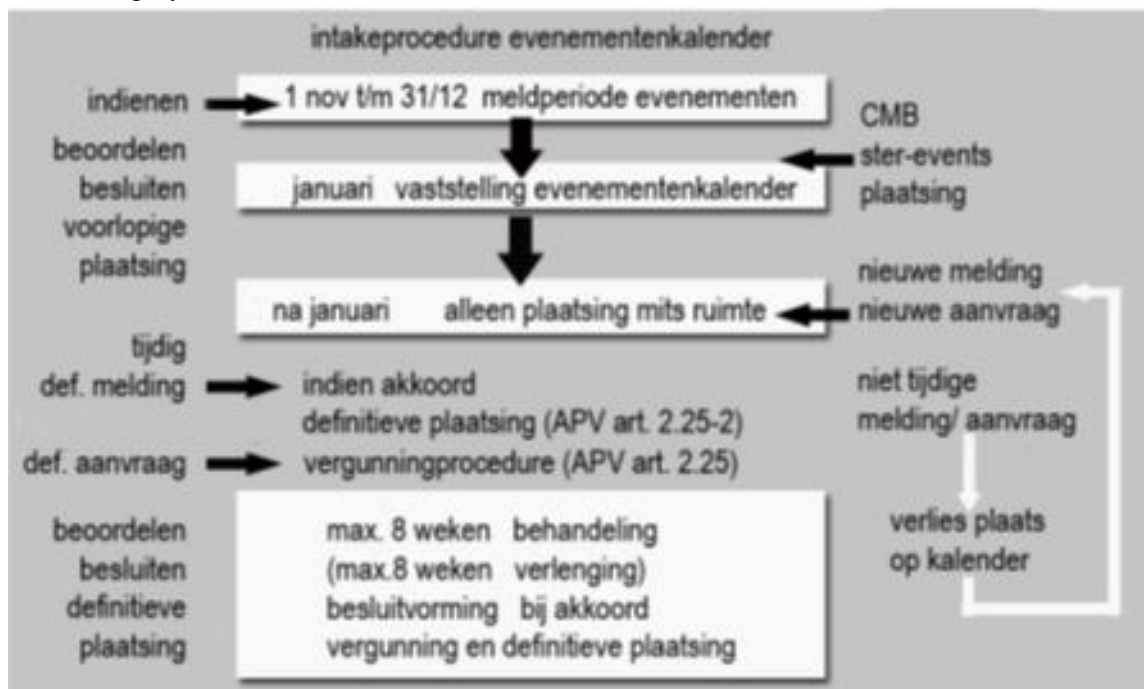 intakeprocedure evenementenkalender
indienen
1 nov t/m 31/12 meldperiode evenementen
CMB
ster-events
plaatsing
beoordelen
besluiten
voorlopige
plaatsing
januari vaststelling evenementenkalender
nieuwe melding
nieuwe aanvraag
na januari alleen plaatsing mits ruimte
tijdig
def. melding
indien akkoord
definitieve plaatsing (APV art. 2.25-2)
niet tijdige
melding/ aanvraag
def. aanvraag
vergunningprocedure (APV art. 2.25)
verlies plaats
op kalender
beoordelen
besluiten
definitieve
plaatsing
max. 8 weken behandeling
(max.8 weken verlenging)
besluitvorming bij akkoord
vergunning en definitieve plaatsing